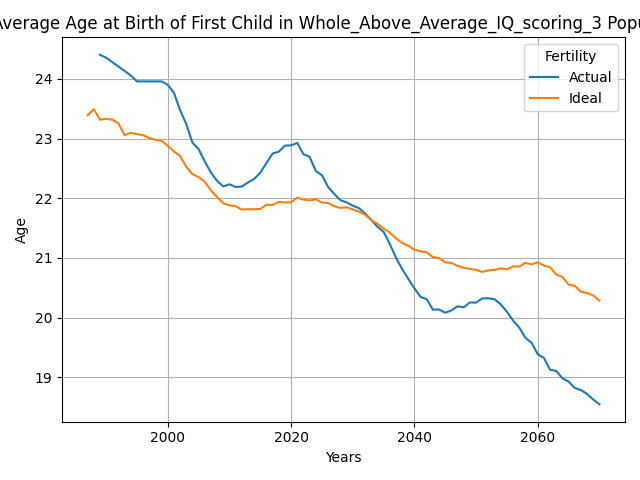 Average Age at Birth of First Child in Whole_Above_Average_IQ_scoring_3 Popu
Fertility
Actual
Ideal
24
23
22
21
20
19
Age
2000
2020
2040
2060
Years